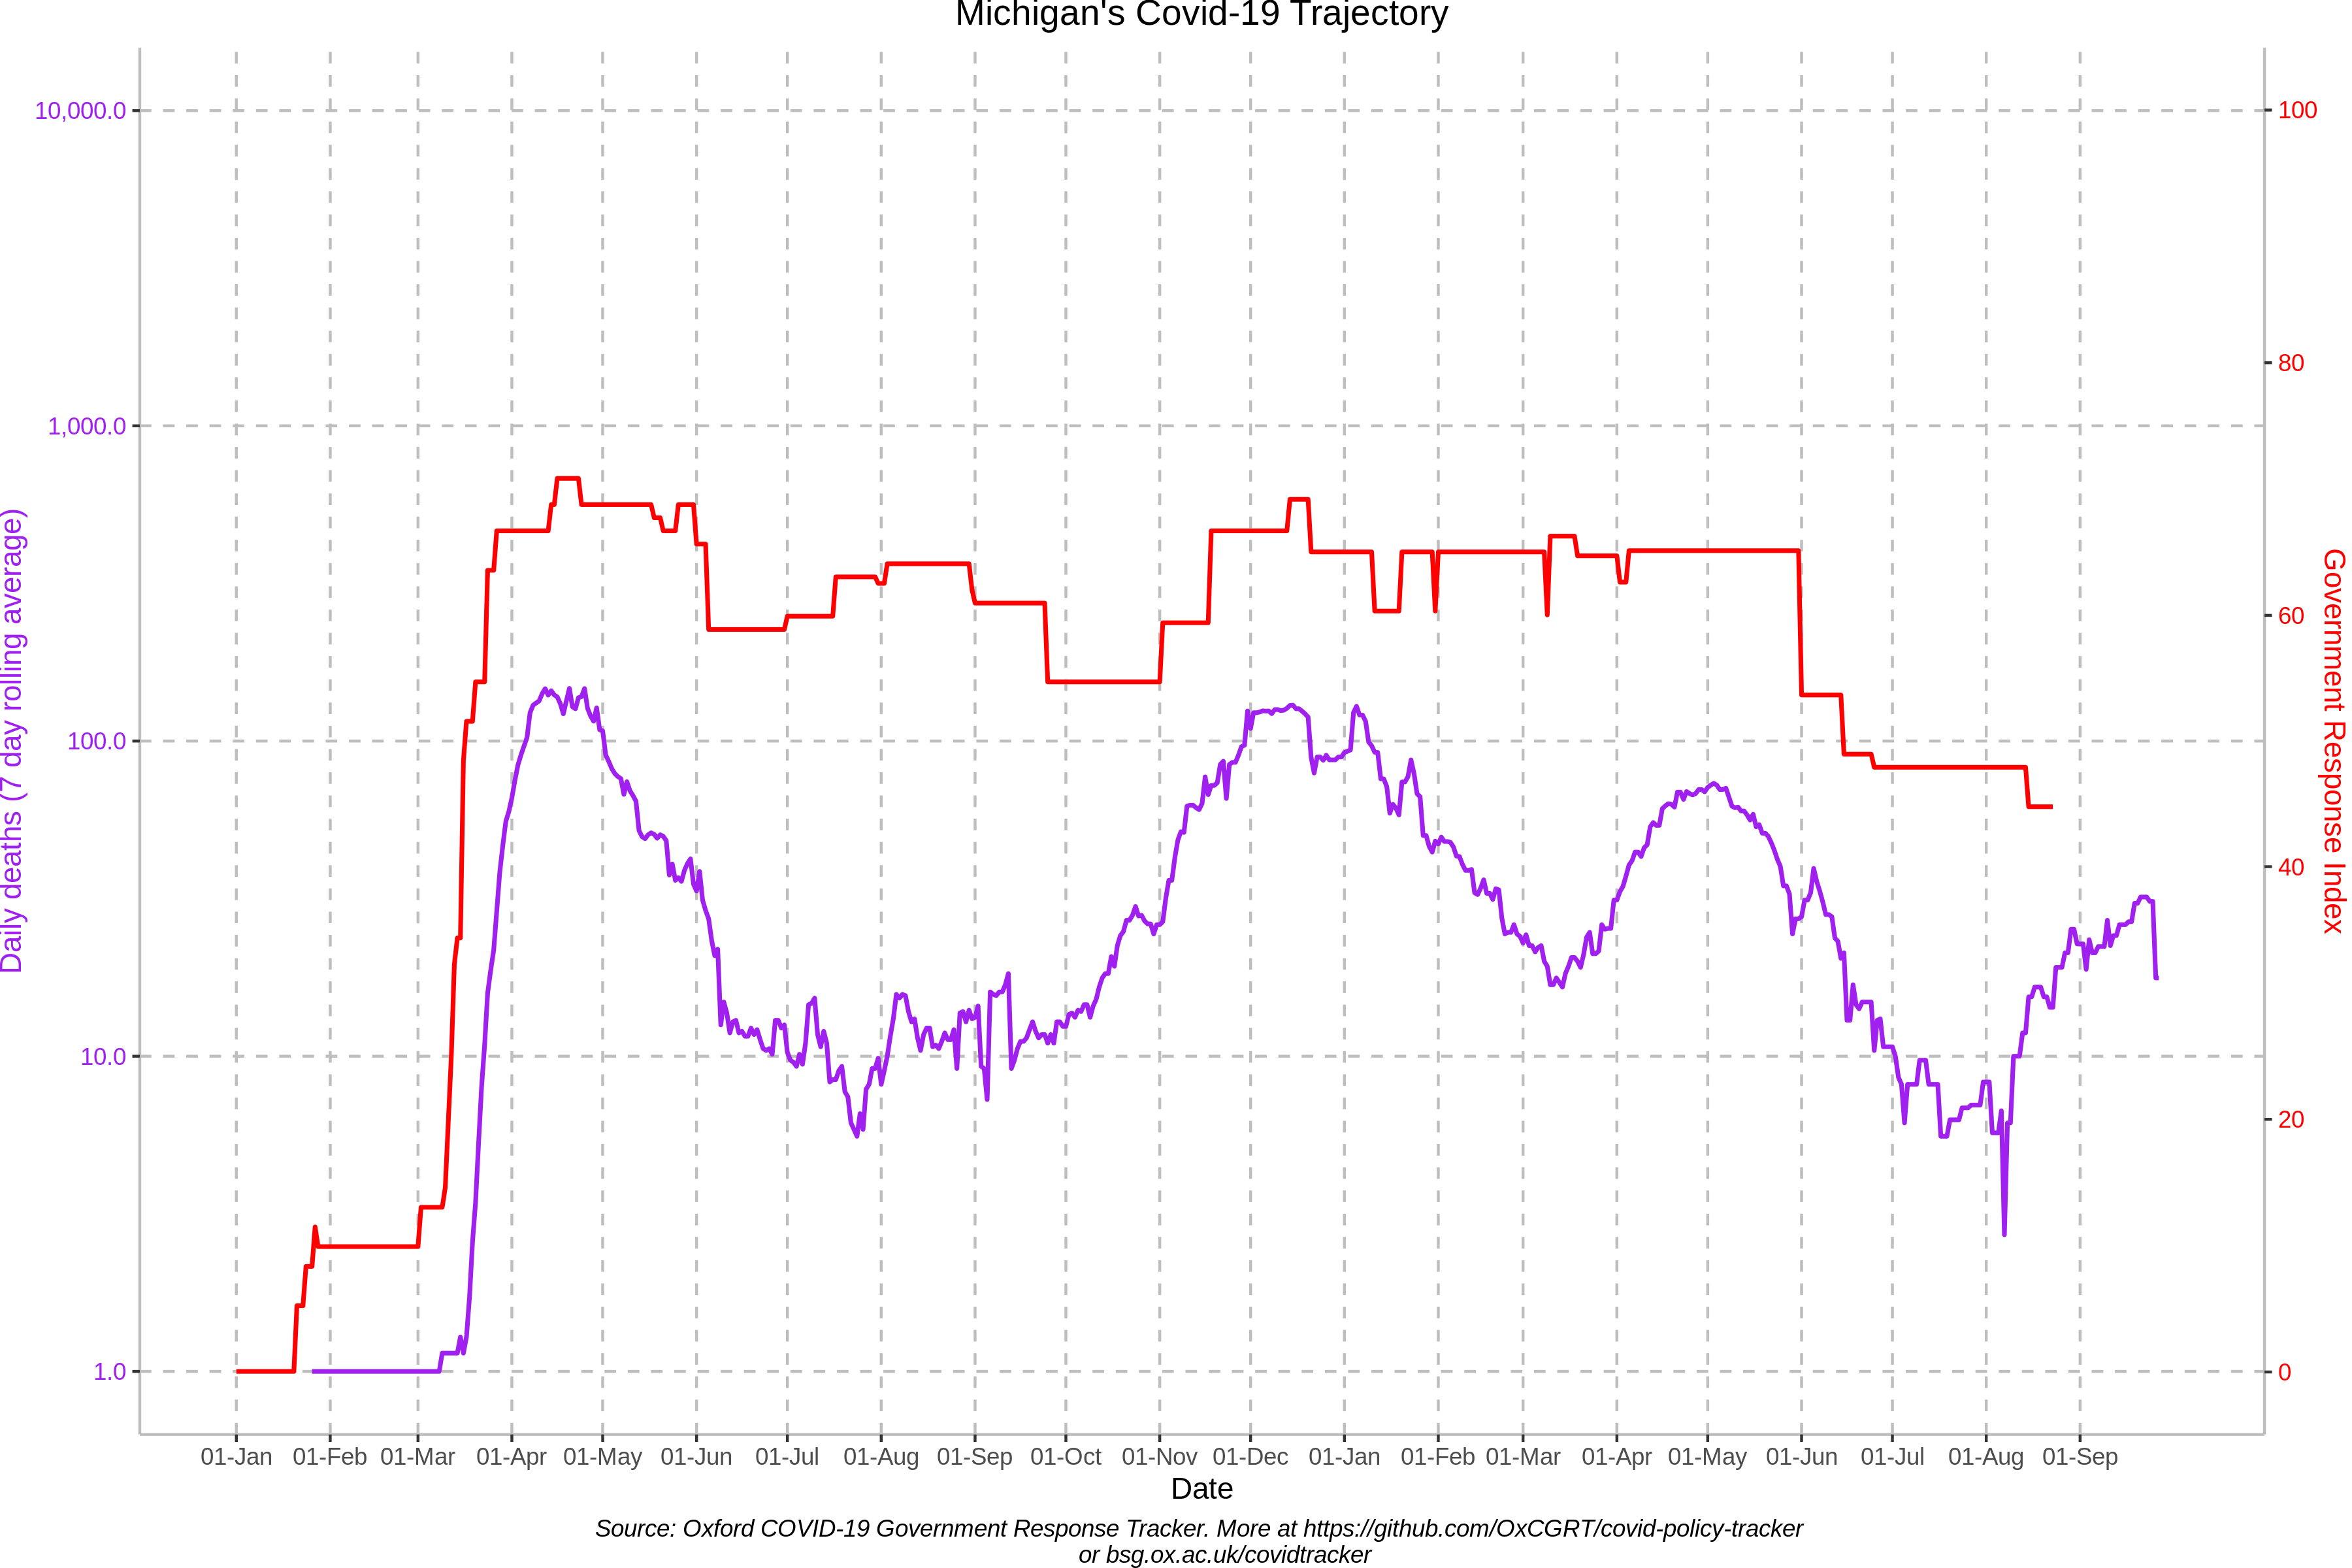 Michigan's Covid-19 Trajectory
10,000.0
1,000.0
100.0
10.0
1.0
Daily deaths (7 day rolling average)
100
80
60
40
20
0
Government Response Index
01-Jan 01-Feb 01-Mar 01-Apr 01-May 01-Jun 01-Jul 01-Aug 01-Sep 01-Oct 01-Nov 01-Dec 01-Jan 01-Feb 01-Mar 01-Apr 01-May 01-Jun 01-Jul 01-Aug 01-Sep
Date
Source: Oxford COVID-19 Government Response Tracker. More at https://github.com/OxCGRT/covid-policy-tracker
or bsg.ox.ac.uk/covidtracker